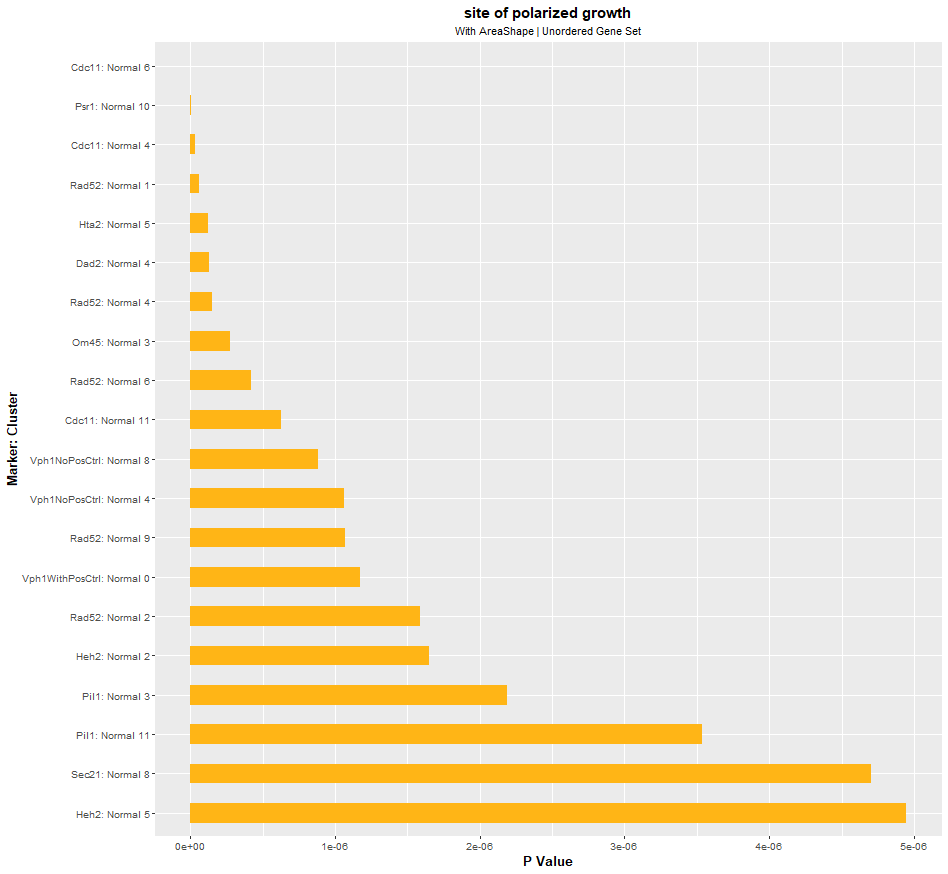 site of polarized growth
With AreaShape | Unordered Gene Set
Cdc11: Normal 6
Psr1: Normal 10
Cdc11: Normal 4
Rad52: Normal 1
Hta2: Normal 5
Dad2: Normal 4
Rad52: Normal 4
Om45: Normal 3
Rad52: Normal 6
Cdc11: Normal 11
Vph1NoPosCtrl: Normal 8
Vph1NoPosCtrl: Normal 4
Rad52: Normal 9
Vph1WithPosCtrl: Normal 0
Rad52: Normal 2
Heh2: Normal 2
Pil1: Normal 3
Pil1: Normal 11
Sec21: Normal 8
Heh2: Normal 5
Marker: Cluster
0e+00 1e-06 2e-06 3e-06 4e-06 5e-06
P Value